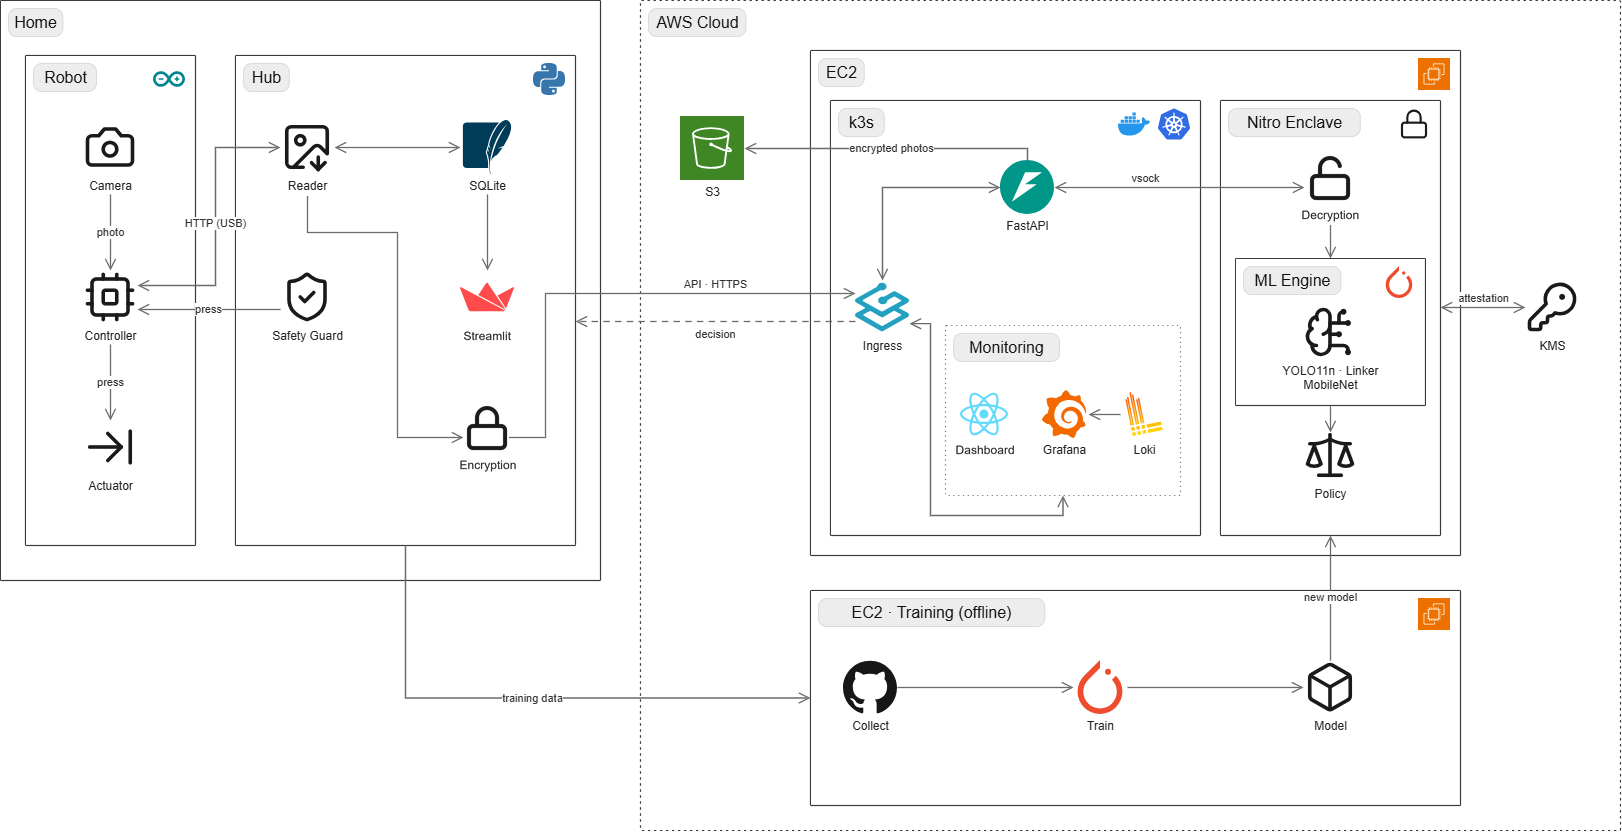 Home
AWS Cloud
Robot
Hub
EC2
k3s
Nitro Enclave
Camera
Reader
SQLite
S3
encrypted photos
FastAPI
vsock
Decryption
photo
HTTP (USB)
ML Engine
Controller
press
Safety Guard
Streamlit
API · HTTPS
decision
Ingress
Monitoring
YOLO11n · Linker
MobileNet
attestation
KMS
press
Dashboard
Grafana
Loki
Actuator
Encryption
Policy
new model
EC2 · Training (offline)
training data
Collect
Train
Model